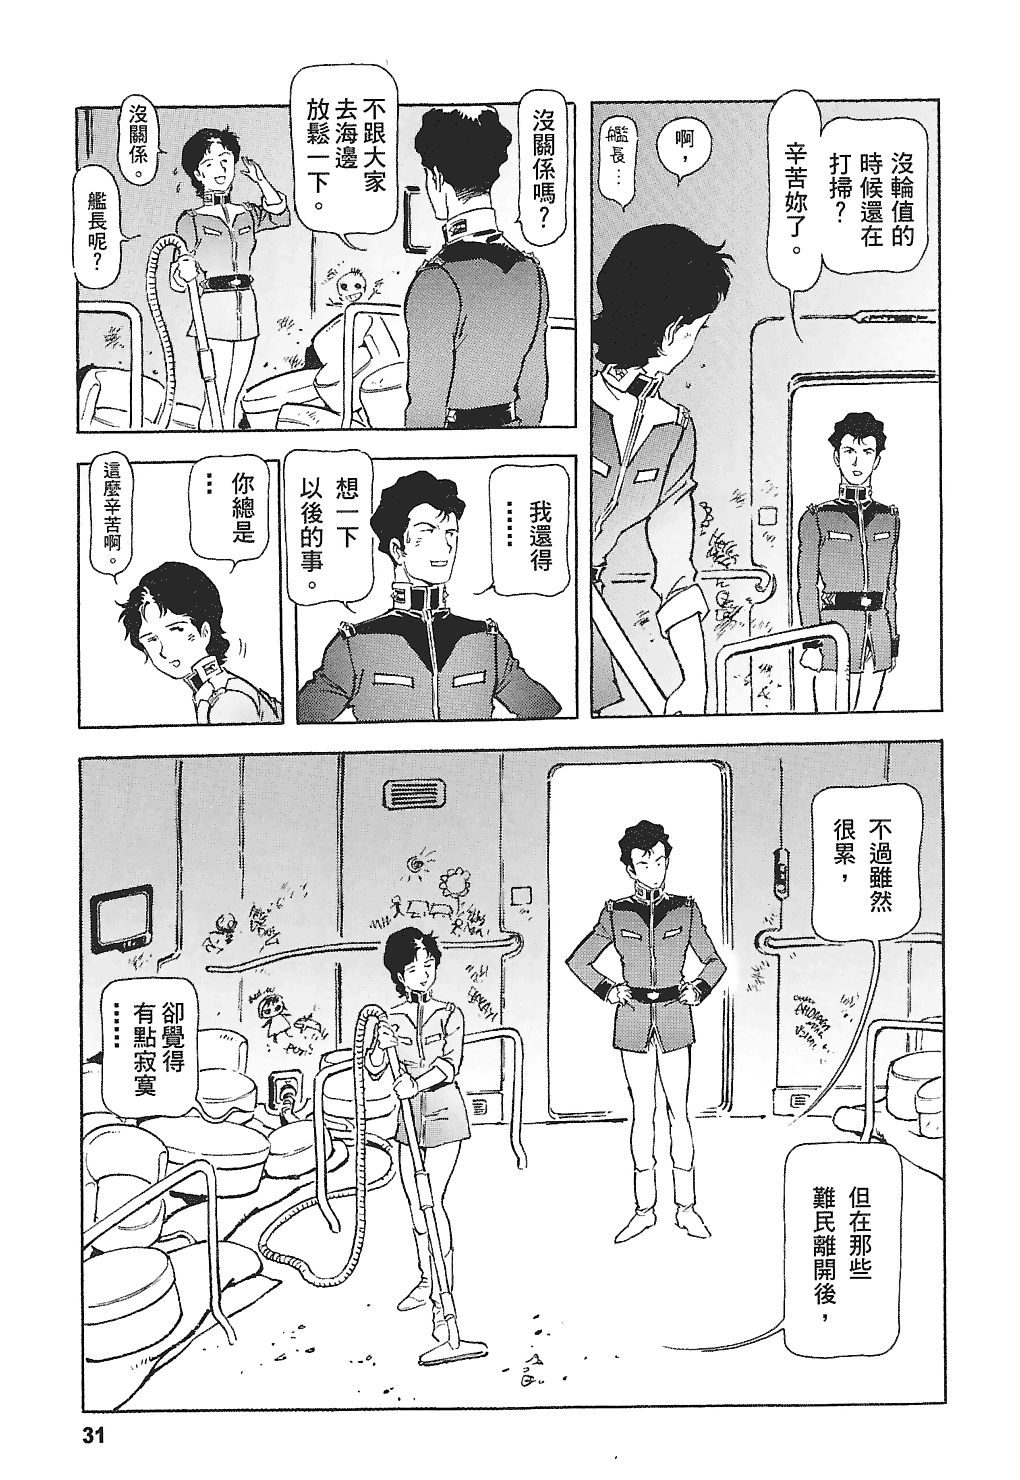 沒輪值的
時候還在
打掃？
辛苦妳了。
啊，
艦長…
沒關係嗎？
不跟大家
去海邊
放鬆一下。
沒關係。
艦長呢？
我還得
……
想一下
以後的事。
你總是
…
這麼辛苦啊。
不過雖然
很累，
但在那些
難民離開後，
卻覺得
有點寂寞
……
31